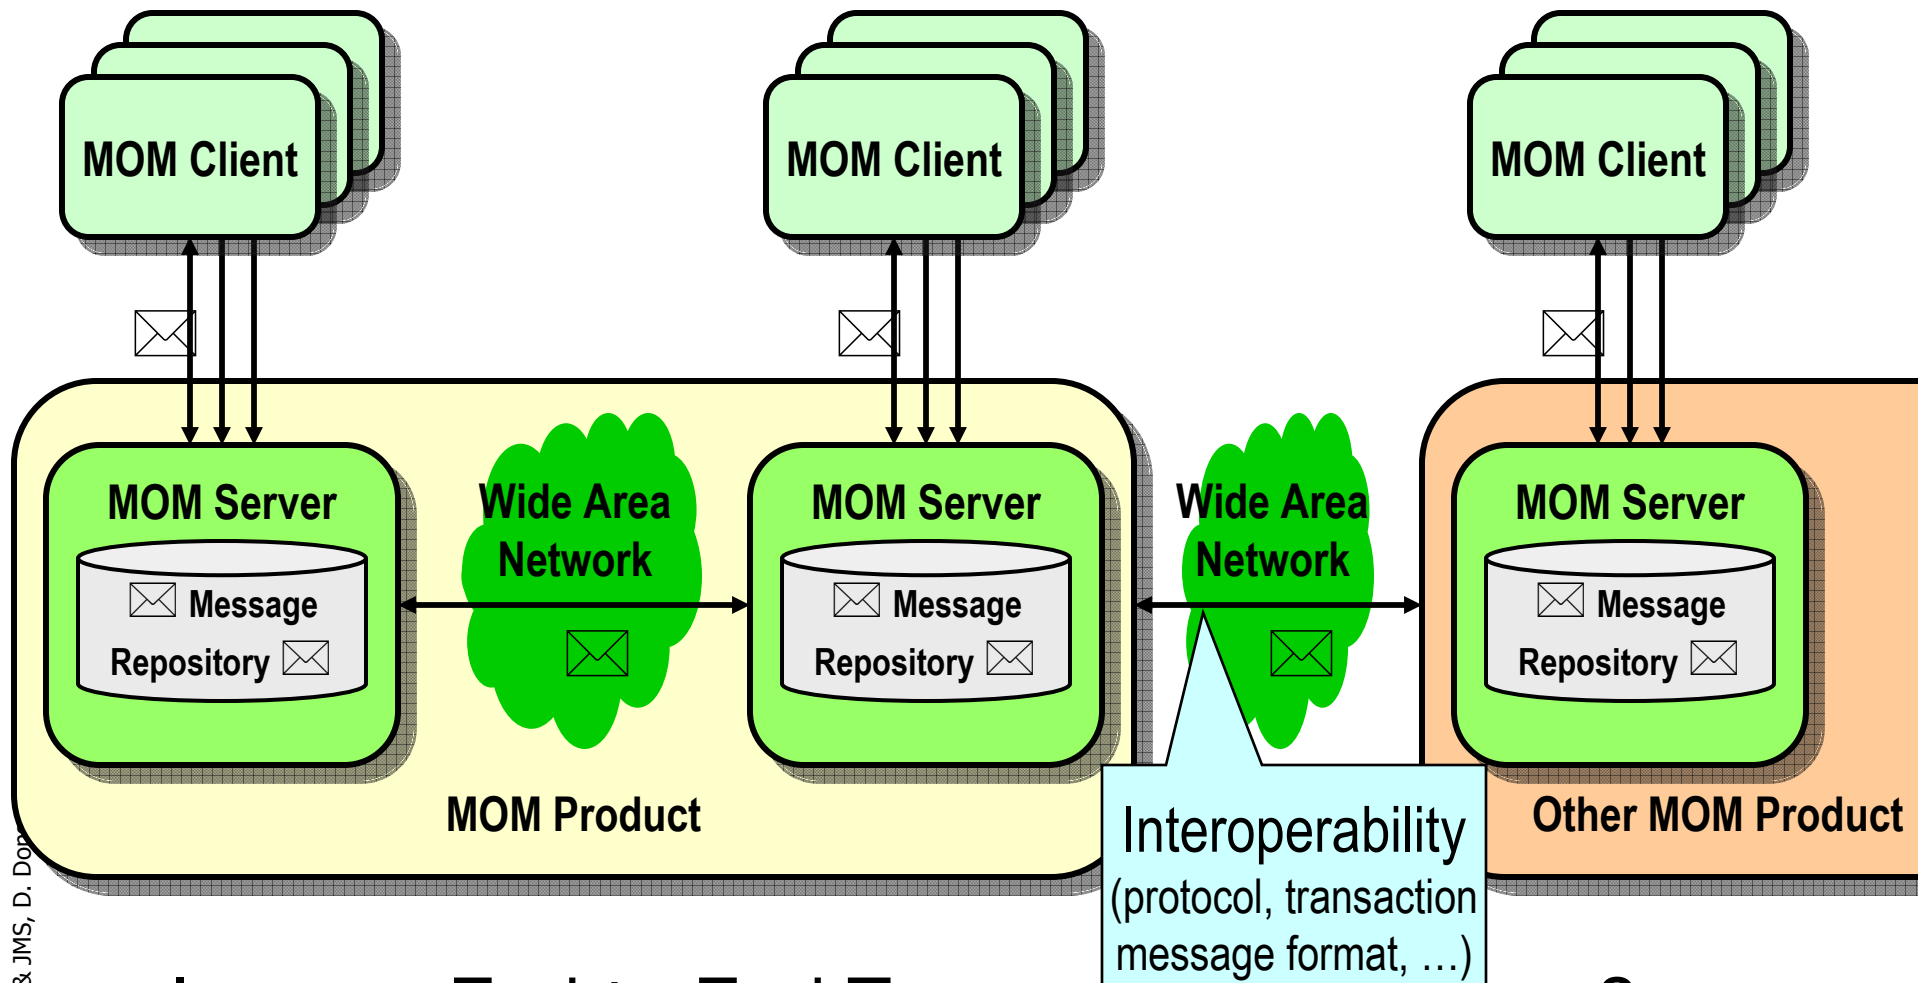 MOM Client
MOM Client
MOM Client
MOM Server
Wide Area
Network
MOM Server
Wide Area
Network
MOM Server
Message
Repository
Message
Repository
Message
Repository
MOM Product
Other MOM Product
Interoperability
(protocol, transaction
message format, …)
& JMS, D.